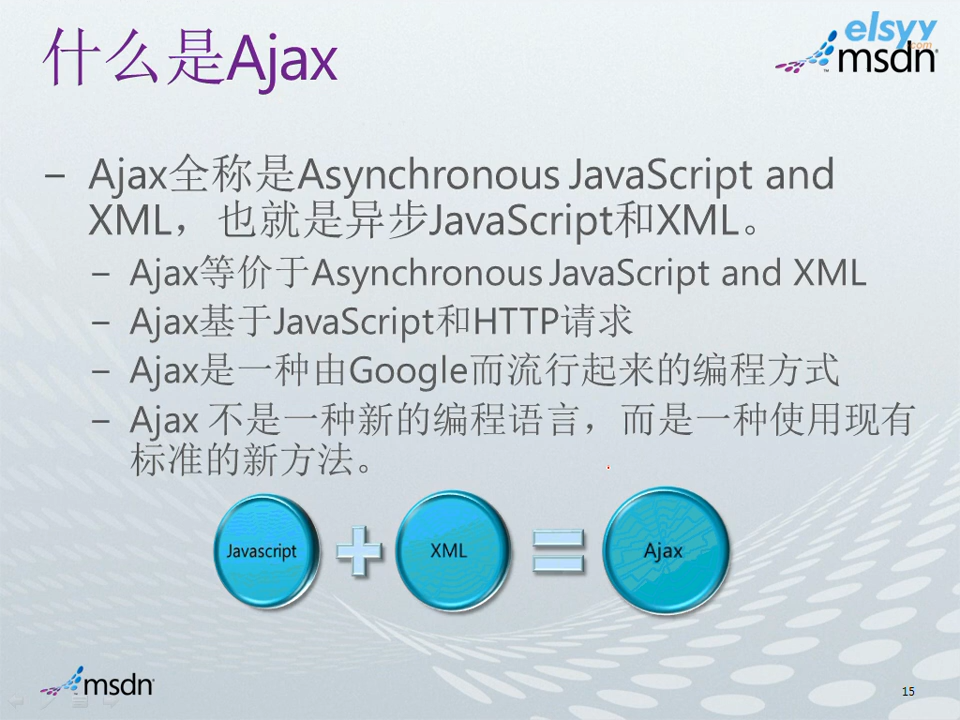 什么是Ajax
elsyy
.com
msdn
– Ajax全称是Asynchronous JavaScript and
XML，也就是异步JavaScript和XML。
– Ajax等价于Asynchronous JavaScript and XML
– Ajax基于JavaScript和HTTP请求
– Ajax是一种由Google而流行起来的编程方式
– Ajax 不是一种新的编程语言，而是一种使用现有
标准的新方法。
Javascript + XML = Ajax
msdn
15